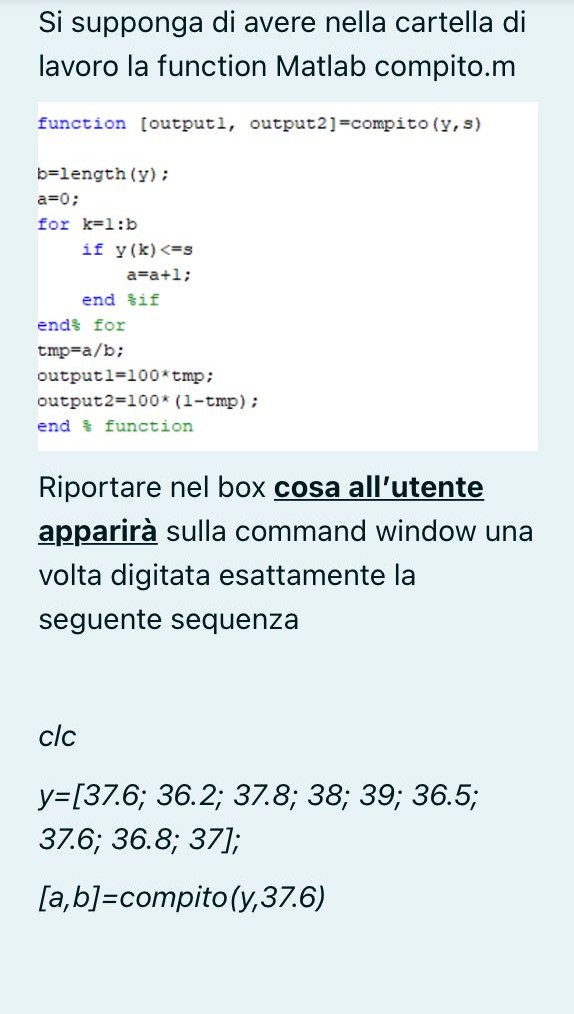 Si supponga di avere nella cartella di
lavoro la function Matlab compito.m
function [output1, output2]=compito(y,s)
b=length(y);
a=0;
for k=1:b
if y(k)<=s
a=a+1;
end %if
end% for
tmp=a/b;
output1=100*tmp;
output2=100*(1-tmp);
end % function
Riportare nel box cosa all’utente
apparirà sulla command window una
volta digitata esattamente la
seguente sequenza
clc
y=[37.6; 36.2; 37.8; 38; 39; 36.5;
37.6; 36.8; 37];
[a,b]=compito(y,37.6)